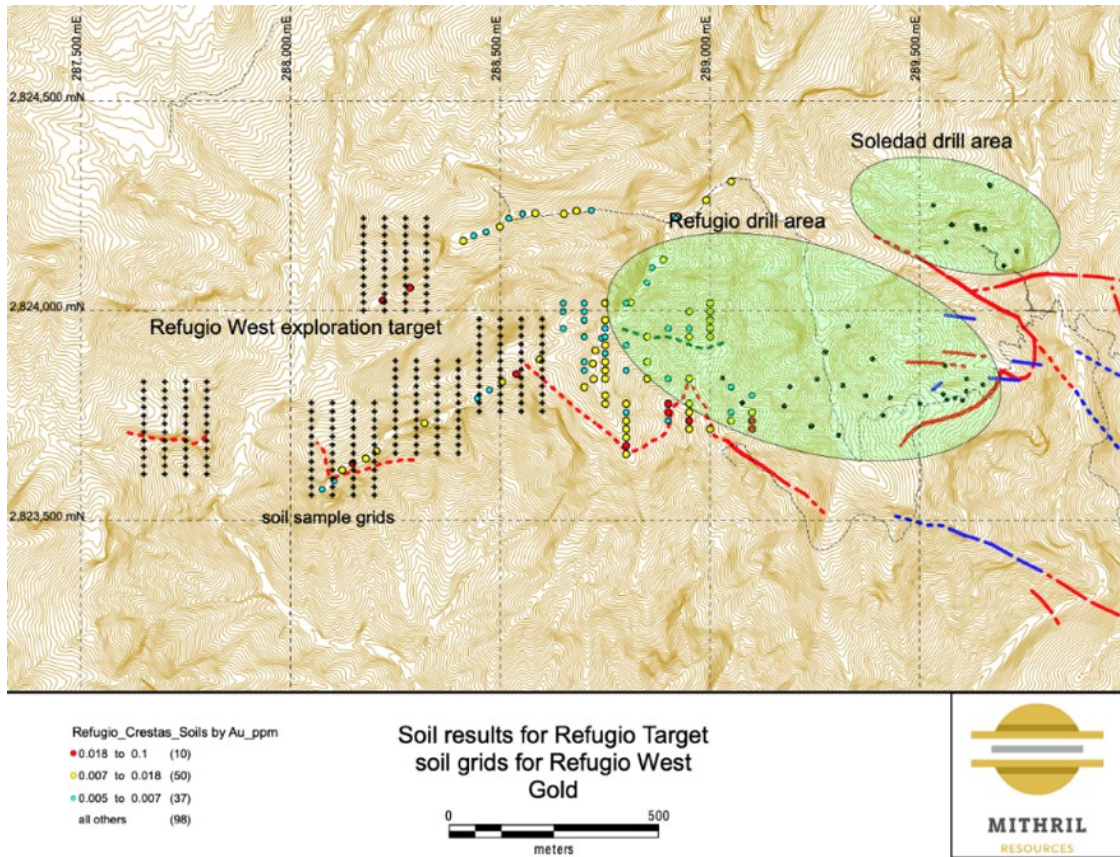 287,500 mE
288,000 mE
288,500 mE
289,000 mE
289,500 mE
2,824,500 mN
Soledad drill area
Refugio drill area
2,824,000 mN
Refugio West exploration target
2,823,500 mN
soil sample grids
Refugio_Crestas_Soils by Au_ppm
0.018 to 0.1 (10)
0.007 to 0.018 (50)
0.005 to 0.007 (37)
all others (98)
Soil results for Refugio Target
soil grids for Refugio West
Gold
0 500
meters
MITHRIL
RESOURCES